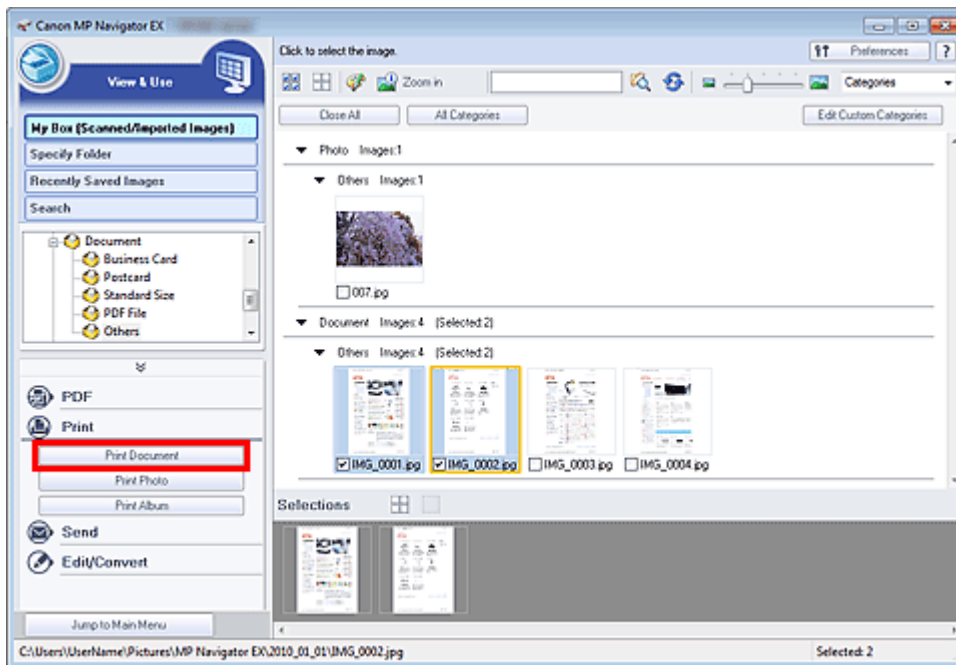 Canon MP Navigator EX
View & Use
Click to select the image.
Preferences
?
Zoom in
Categories
My Box (Scanned/Imported Images)
Specify Folder
Recently Saved Images
Search
Close All
All Categories
Edit Custom Categories
Document
Business Card
Postcard
Standard Size
PDF File
Others
Photo Images:1
Others Images:1
007.jpg
Document Images:4 (Selected:2)
Others Images:4 (Selected:2)
IMG_0001.jpg
IMG_0002.jpg
IMG_0003.jpg
IMG_0004.jpg
PDF
Print
Print Document
Print Photo
Print Album
Send
Edit/Convert
Jump to Main Menu
Selections
C:\Users\UserName\Pictures\MP Navigator EX\2010_01_01\IMG_0002.jpg
Selected: 2